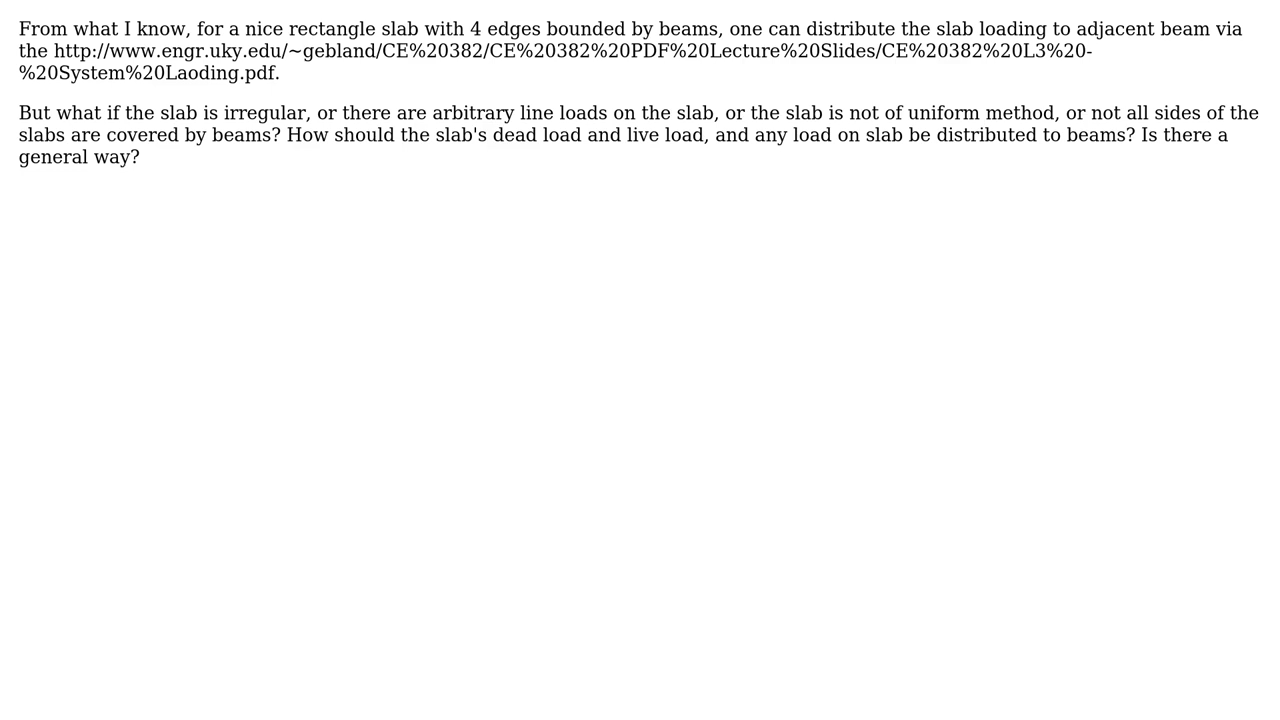 From what I know, for a nice rectangle slab with 4 edges bounded by beams, one can distribute the slab loading to adjacent beam via
the http://www.engr.uky.edu/~gebland/CE%20382/CE%20382%20PDF%20Lecture%20Slides/CE%20382%20L3%20-
%20System%20Laoding.pdf.
But what if the slab is irregular, or there are arbitrary line loads on the slab, or the slab is not of uniform method, or not all sides of the
slabs are covered by beams? How should the slab's dead load and live load, and any load on slab be distributed to beams? Is there a
general way?